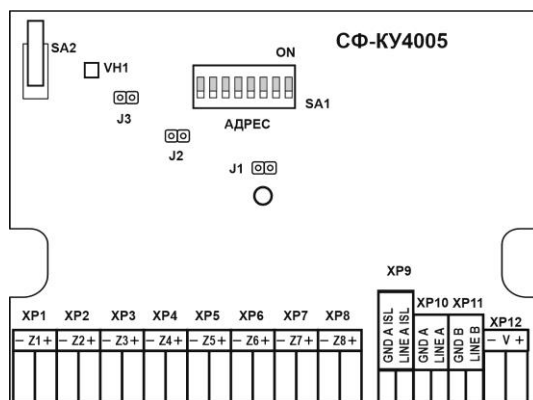 СФ-КУ4005
ON
SA2
VH1
SA1
J3
АДРЕС
J2
J1
XP9
XP1 XP2 XP3 XP4 XP5 XP6 XP7 XP8
XP10 XP11
XP12
- Z1 + - Z2 + - Z3 + - Z4 + - Z5 + - Z6 + - Z7 + - Z8 +
GND A ISL
LINE A ISL
GND A
LINE A
GND B
LINE B
- V +